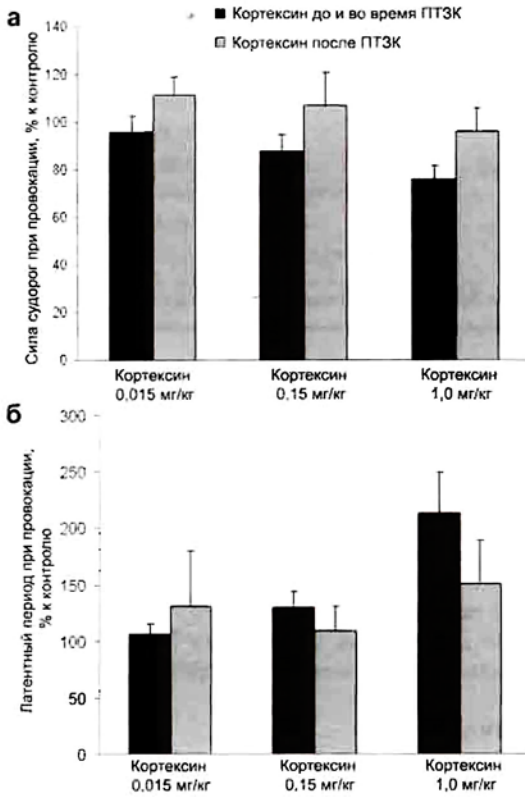 а
Кортексин до и во время ПТЗК
Кортексин после ПТЗК
Сила судорог при провокации, % к контролю
140
120
100
80
60
40
20
0
Кортексин
0,015 мг/кг
Кортексин
0,15 мг/кг
Кортексин
1,0 мг/кг
б
Латентный период при провокации,
% к контролю
300
250
200
150
100
50
0
Кортексин
0,015 мг/кг
Кортексин
0,15 мг/кг
Кортексин
1,0 мг/кг